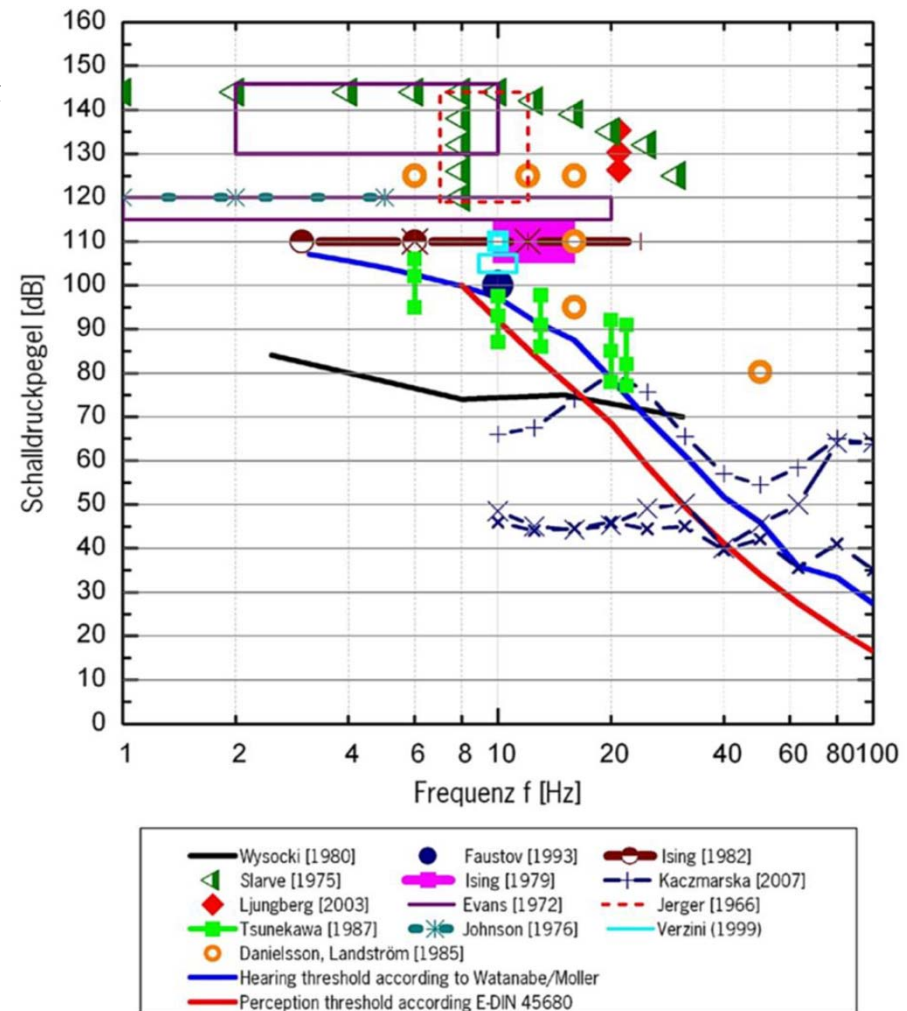 160
150
140
130
120
110
100
90
80
70
60
50
40
30
20
10
0
Schalldruckpegel [dB]
1 2 4 6 8 10 20 40 60 80100
Frequenz f [Hz]
Wysocki [1980] Faustov [1993] Ising [1982]
Slarve [1975] Ising [1979] Kaczmarska [2007]
Ljungberg [2003] Evans [1972] Jerger [1966]
Tsunekawa [1987] Johnson [1976] Verzini (1999)
Danielsson, Landström [1985]
Hearing threshold according to Watanabe/Moller
Perception threshold according E-DIN 45680